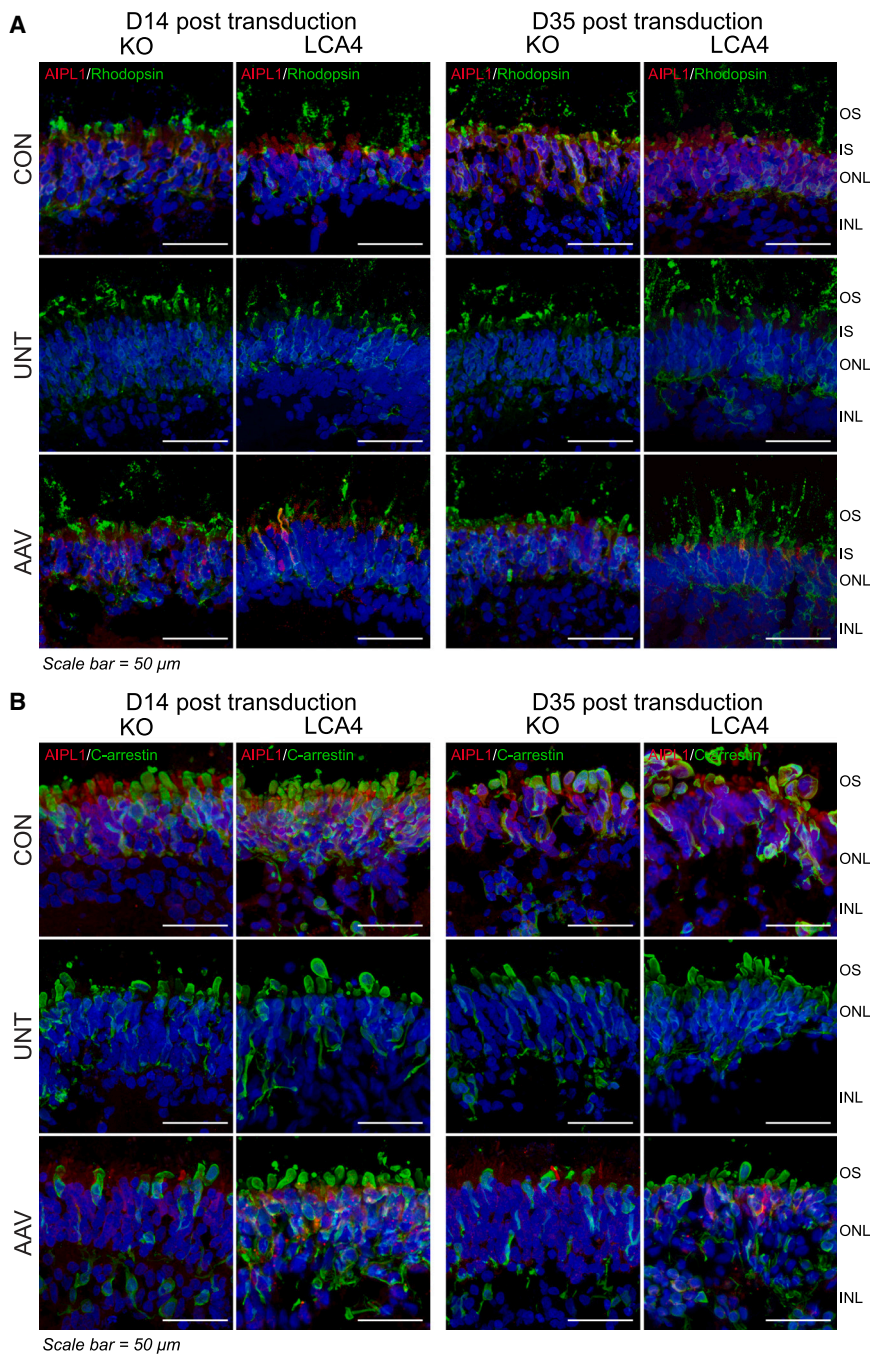 A
D14 post transduction
D35 post transduction
KO
LCA4
KO
LCA4
CON
AIPL1/Rhodopsin
AIPL1/Rhodopsin
AIPL1/Rhodopsin
AIPL1/Rhodopsin
OS
IS
ONL
INL
UNT
OS
IS
ONL
INL
AAV
OS
IS
ONL
INL
Scale bar = 50 µm
B
D14 post transduction
D35 post transduction
KO
LCA4
KO
LCA4
CON
AIPL1/C-arrestin
AIPL1/C-arrestin
AIPL1/C-arrestin
AIPL1/C-arrestin
OS
ONL
INL
UNT
OS
ONL
INL
AAV
OS
ONL
INL
Scale bar = 50 µm